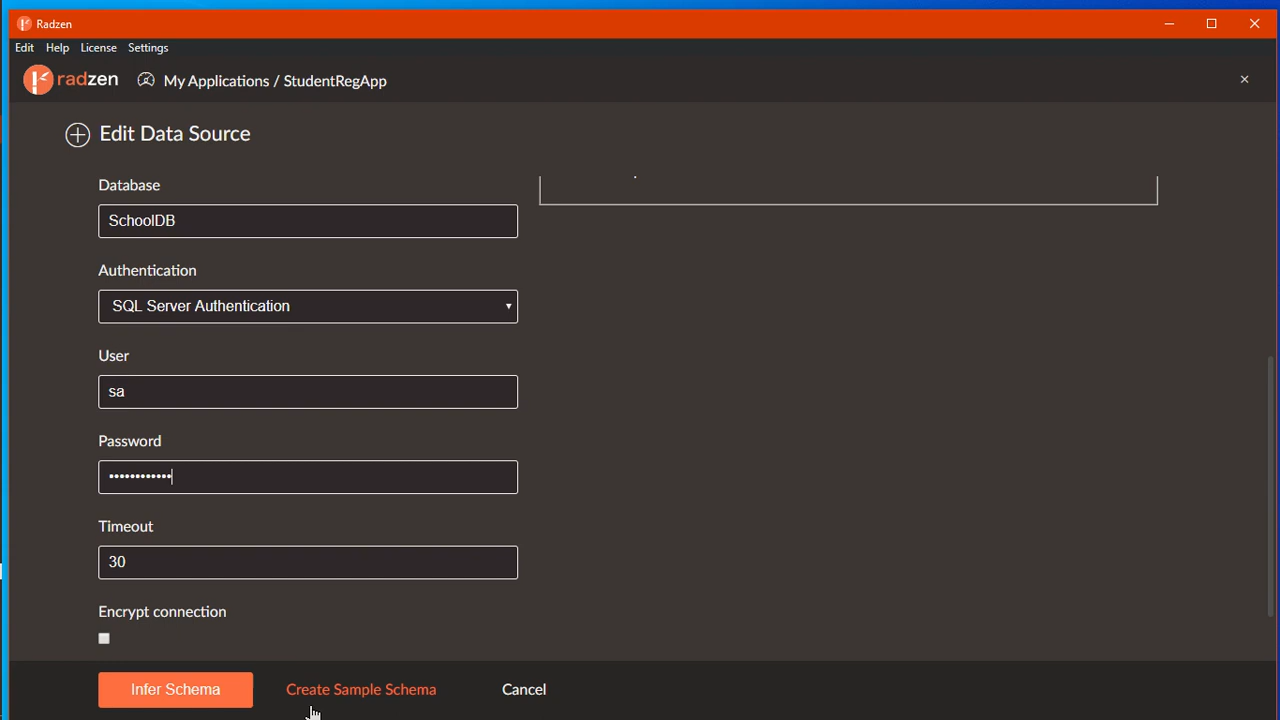 Radzen
Edit Help License Settings
radzen My Applications / StudentRegApp
Edit Data Source
Database
SchoolDB
Authentication
SQL Server Authentication
User
sa
Password
••••••••••••
Timeout
30
Encrypt connection
Infer Schema Create Sample Schema Cancel